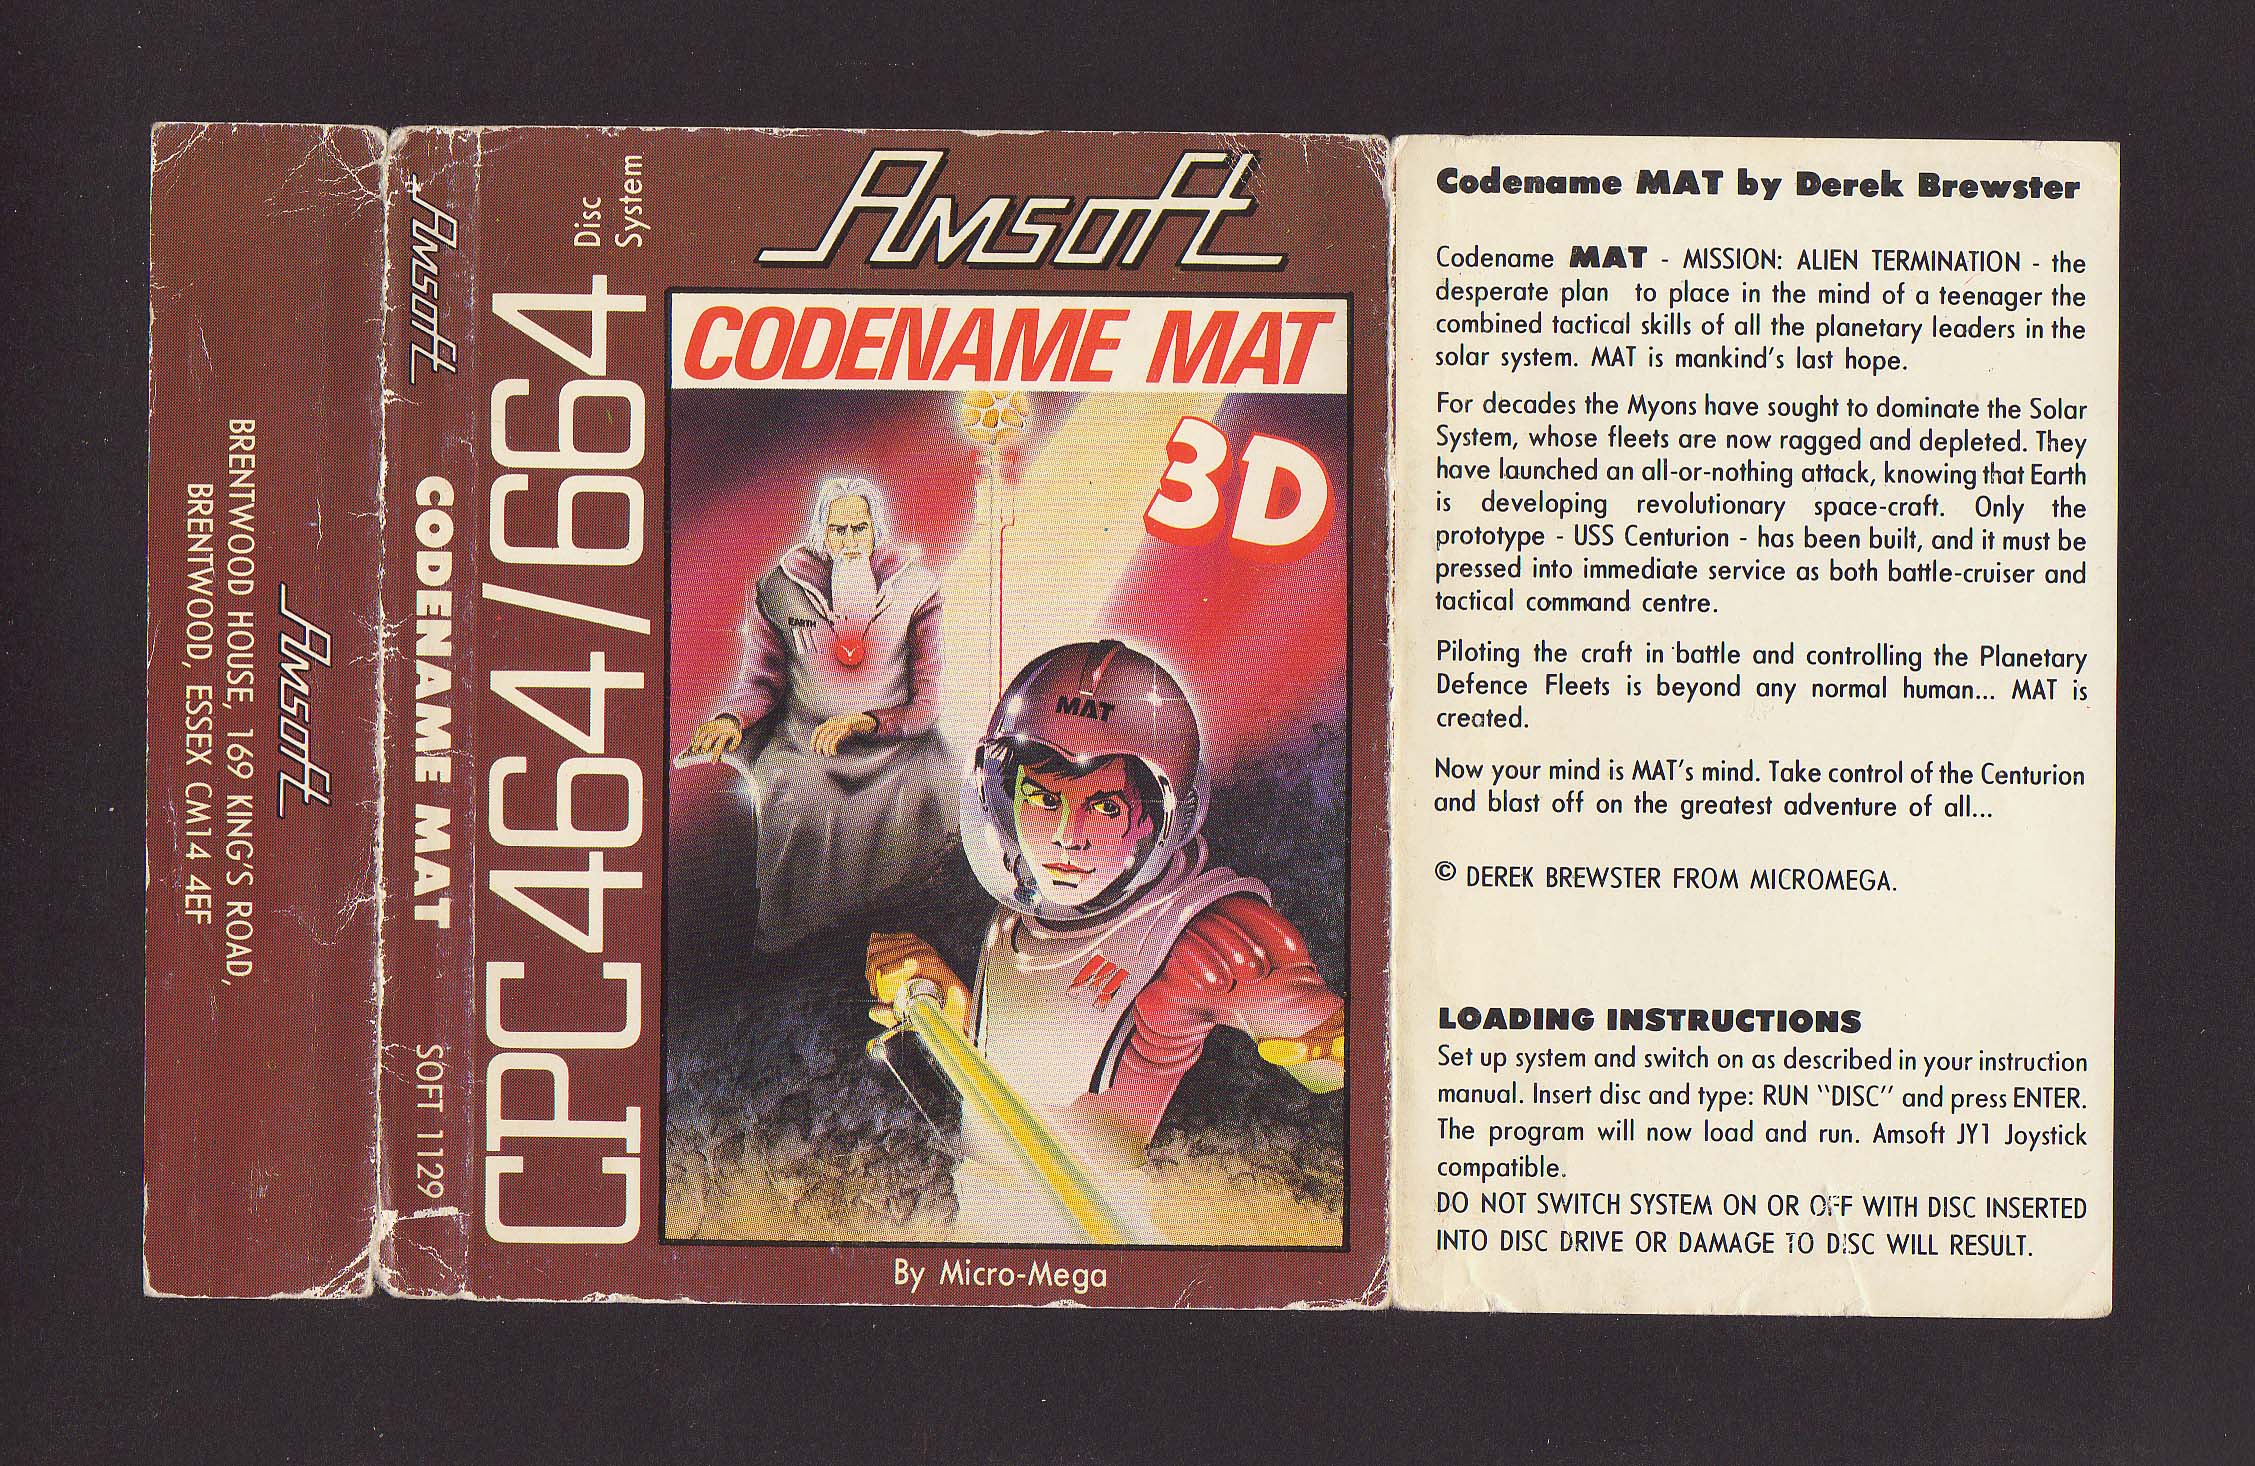 Amsoft
BRENTWOOD HOUSE, 169 KING'S ROAD,
BRENTWOOD, ESSEX CM14 4EF
Amsoft
CODENAME MAT
SOFT 1129
CPC464/664
Disc
System
Amsoft
CODENAME MAT
3D
EARTH
MAT
By Micro-Mega
Codename MAT by Derek Brewster
Codename MAT - MISSION: ALIEN TERMINATION - the
desperate plan to place in the mind of a teenager the
combined tactical skills of all the planetary leaders in the
solar system. MAT is mankind's last hope.
For decades the Myons have sought to dominate the Solar
System, whose fleets are now ragged and depleted. They
have launched an all-or-nothing attack, knowing that Earth
is developing revolutionary space-craft. Only the
prototype - USS Centurion - has been built, and it must be
pressed into immediate service as both battle-cruiser and
tactical command centre.
Piloting the craft in battle and controlling the Planetary
Defence Fleets is beyond any normal human... MAT is
created.
Now your mind is MAT's mind. Take control of the Centurion
and blast off on the greatest adventure of all...
© DEREK BREWSTER FROM MICROMEGA.
LOADING INSTRUCTIONS
Set up system and switch on as described in your instruction
manual. Insert disc and type: RUN "DISC" and press ENTER.
The program will now load and run. Amsoft JY1 Joystick
compatible.
DO NOT SWITCH SYSTEM ON OR OFF WITH DISC INSERTED
INTO DISC DRIVE OR DAMAGE TO DISC WILL RESULT.